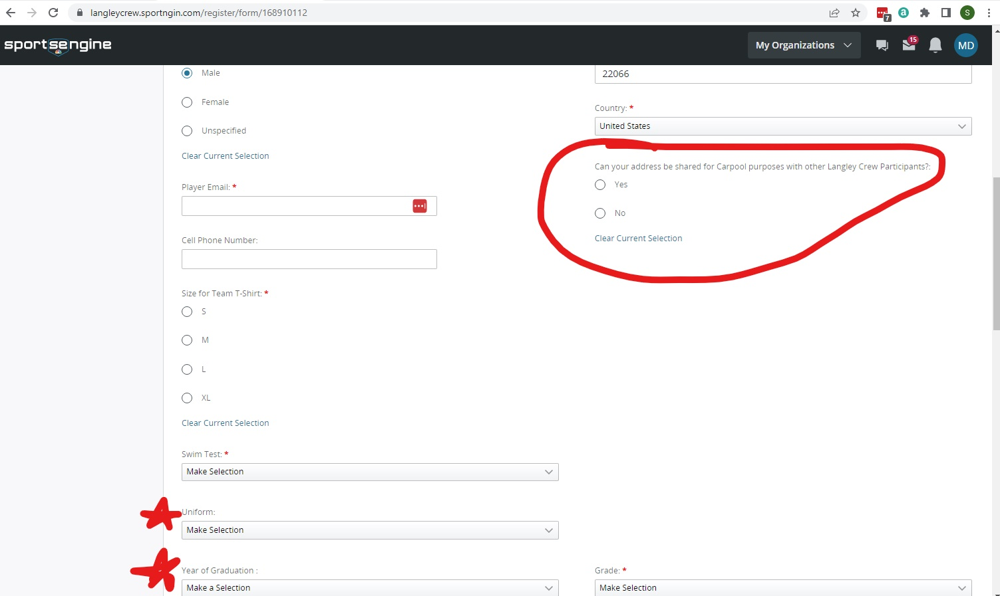 langleycrew.sportngin.com/register/form/168910112
7
a
S
sportsengine
My Organizations
15
MD
Male
Female
Unspecified
Clear Current Selection
Player Email: *
Cell Phone Number:
Size for Team T-Shirt: *
S
M
L
XL
Clear Current Selection
Swim Test: *
Make Selection
Uniform:
Make Selection
Year of Graduation :
Make a Selection
22066
Country: *
United States
Can your address be shared for Carpool purposes with other Langley Crew Participants?:
Yes
No
Clear Current Selection
Grade: *
Make Selection